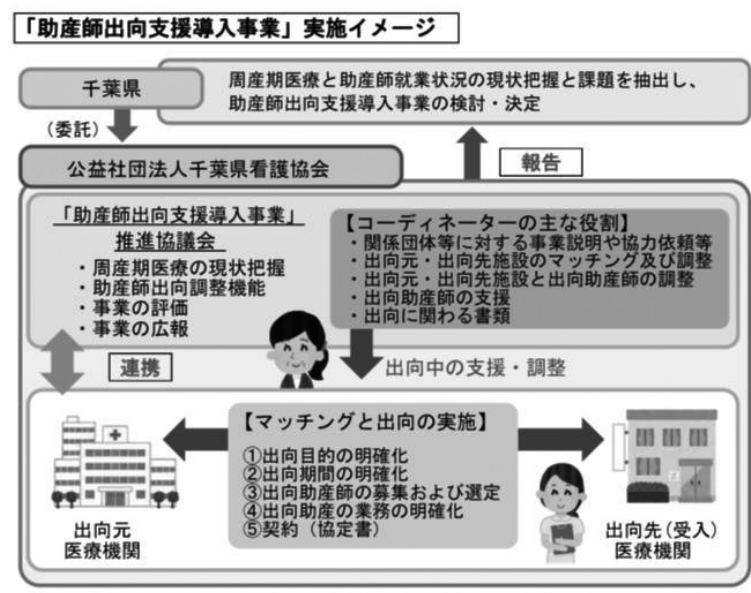 「助産師出向支援導入事業」実施イメージ
千葉県
周産期医療と助産師就業状況の現状把握と課題を抽出し、
助産師出向支援導入事業の検討・決定
（委託）
報告
公益社団法人千葉県看護協会
「助産師出向支援導入事業」
推進協議会
・周産期医療の現状把握
・助産師出向調整機能
・事業の評価
・事業の広報
【コーディネーターの主な役割】
・関係団体等に対する事業説明や協力依頼等
・出向元・出向先施設のマッチング及び調整
・出向元・出向先施設と出向助産師の調整
・出向助産師の支援
・出向に関わる書類
連携
出向中の支援・調整
【マッチングと出向の実施】
①出向目的の明確化
②出向期間の明確化
③出向助産師の募集および選定
④出向助産の業務の明確化
⑤契約（協定書）
出向元
医療機関
出向先(受入)
医療機関